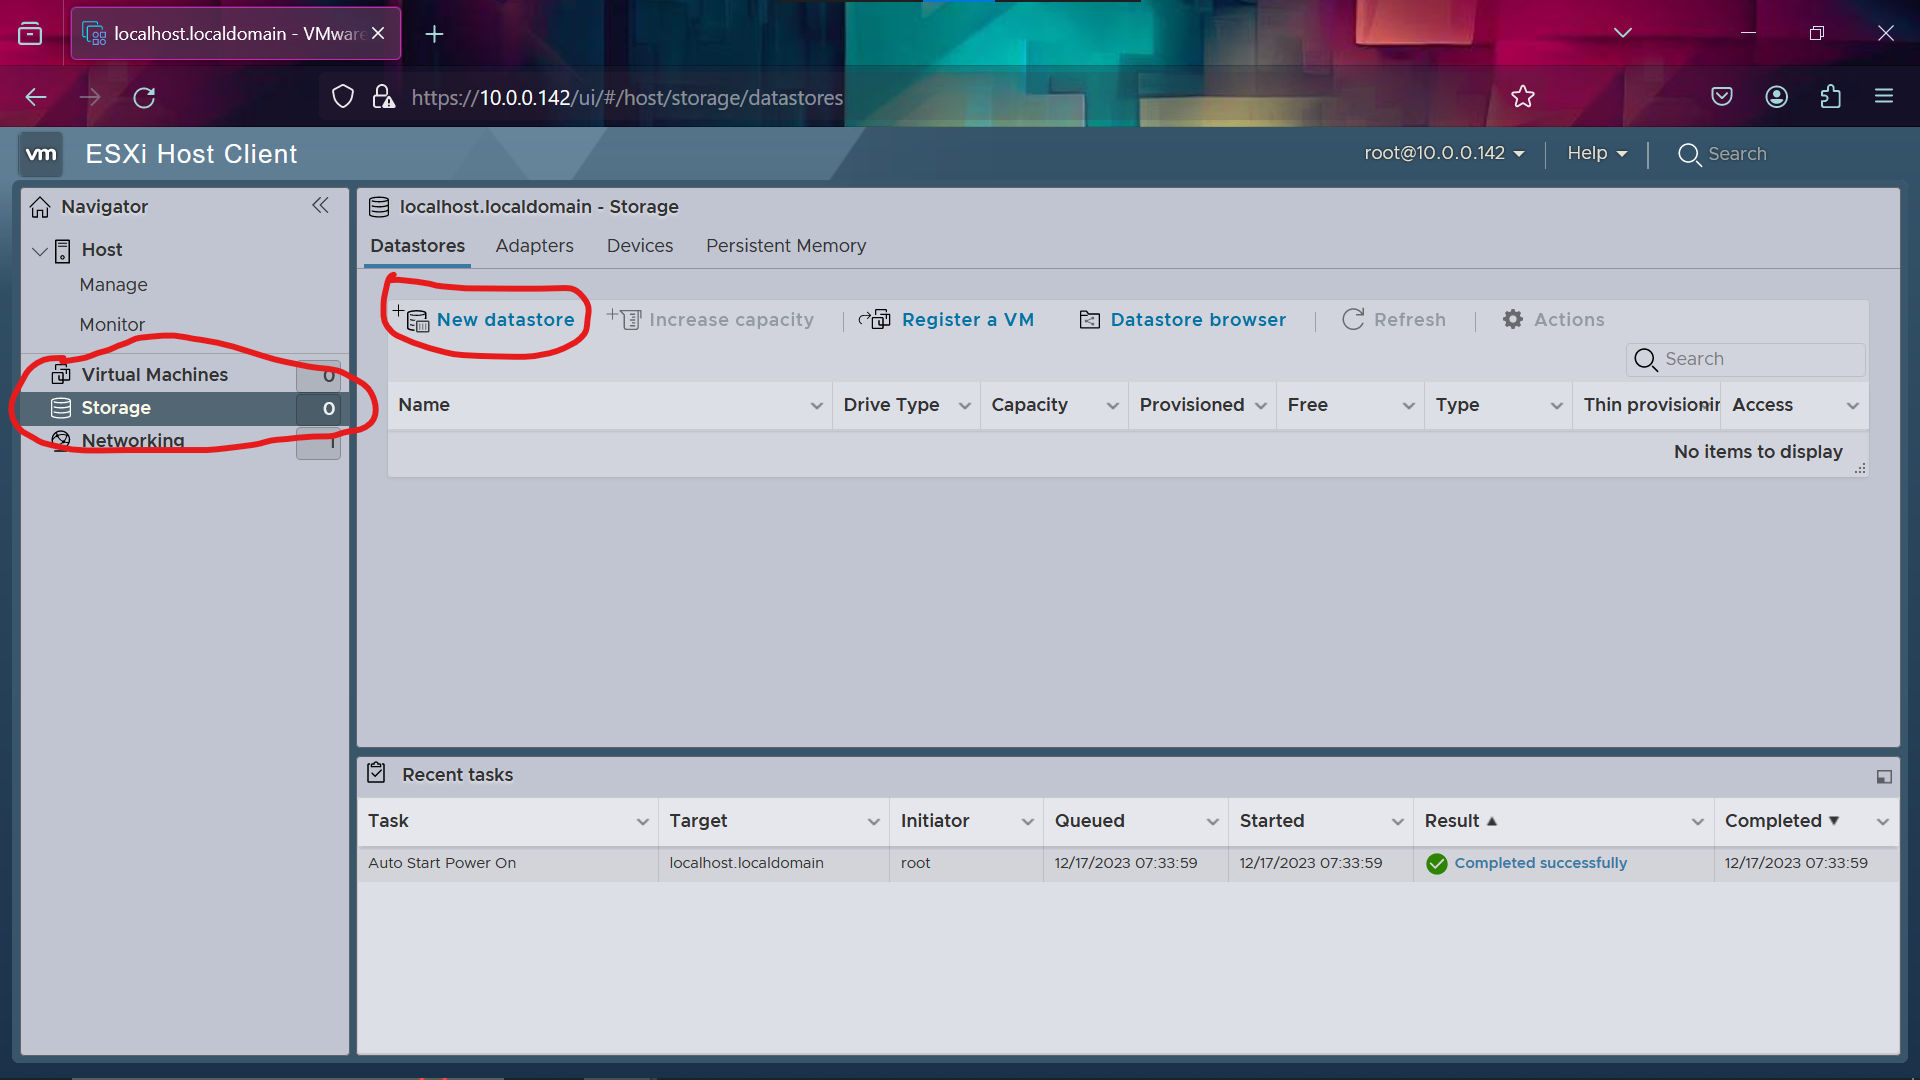 localhost.localdomain - VMware
https://10.0.0.142/ui/#/host/storage/datastores
vm ESXi Host Client
root@10.0.0.142
Help
Search
Navigator
Host
Manage
Monitor
Virtual Machines 0
Storage 0
Networking 1
localhost.localdomain - Storage
Datastores Adapters Devices Persistent Memory
New datastore Increase capacity Register a VM Datastore browser Refresh Actions
Search
Name Drive Type Capacity Provisioned Free Type Thin provisionin Access
No items to display
Recent tasks
Task Target Initiator Queued Started Result Completed
Auto Start Power On localhost.localdomain root 12/17/2023 07:33:59 12/17/2023 07:33:59 Completed successfully 12/17/2023 07:33:59